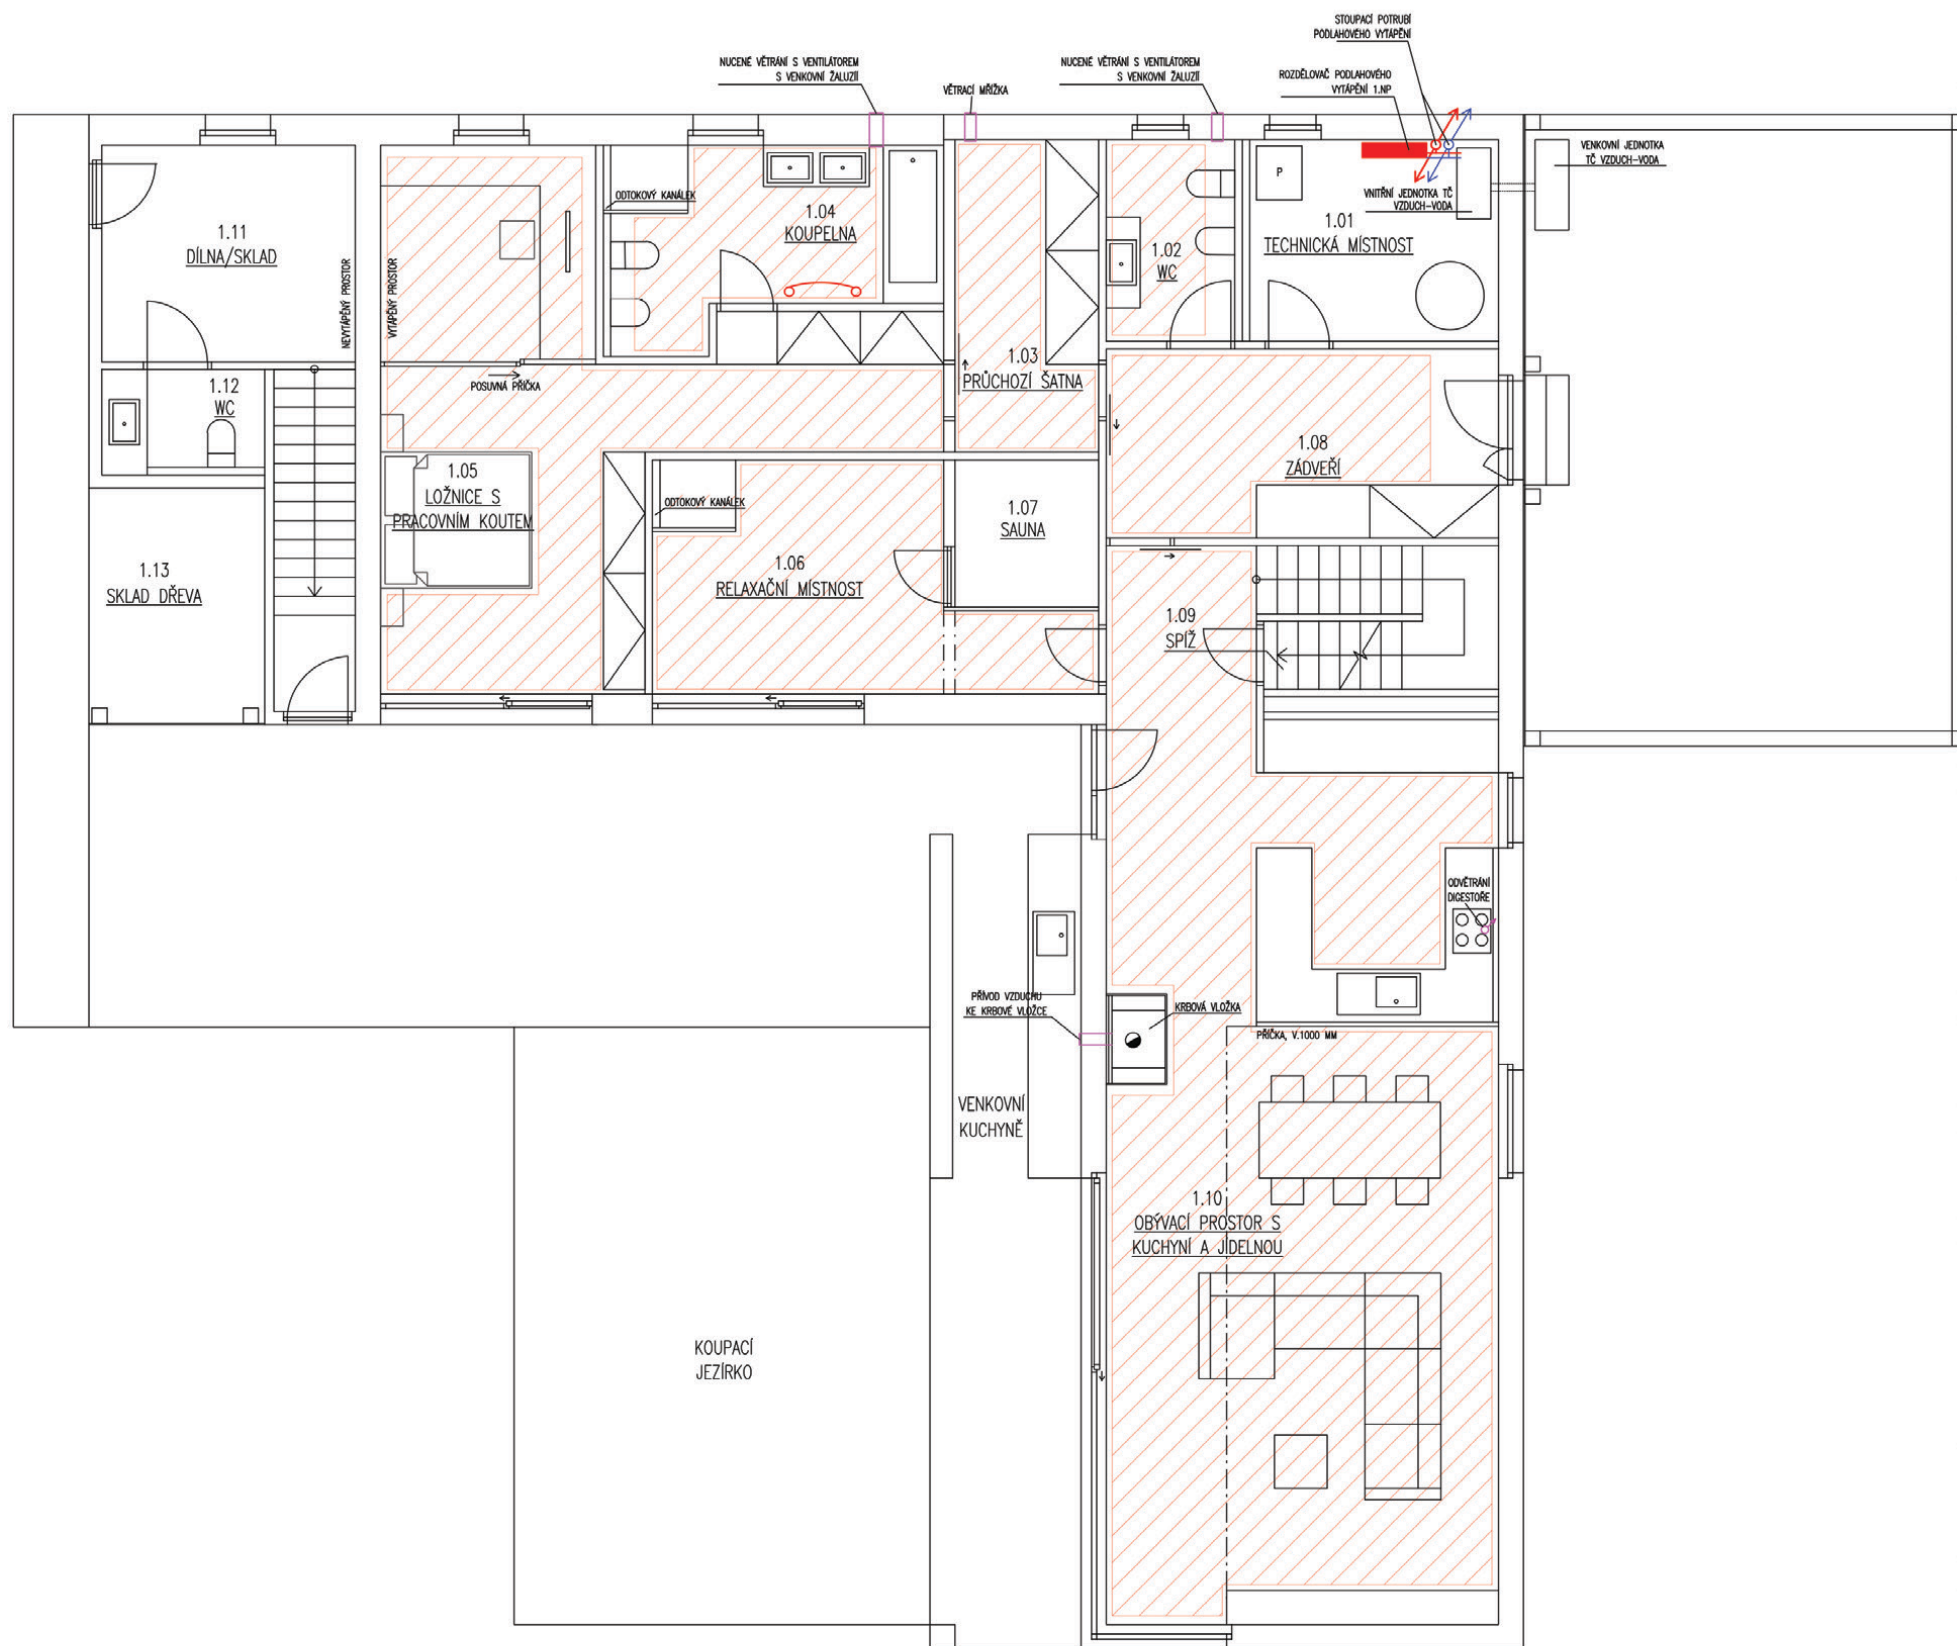 STOUPACÍ POTRUBÍ
PODLAHOVÉHO VYTÁPĚNÍ
NUCENÉ VĚTRÁNÍ S VENTILÁTOREM
S VENKOVNÍ ŽALUZIÍ
VĚTRACÍ MŘÍŽKA
NUCENÉ VĚTRÁNÍ S VENTILÁTOREM
S VENKOVNÍ ŽALUZIÍ
ROZDĚLOVAČ PODLAHOVÉHO
VYTÁPĚNÍ 1.NP
VENKOVNÍ JEDNOTKA
TČ VZDUCH-VODA
P
VNITŘNÍ JEDNOTKA TČ
VZDUCH-VODA
ODTOKOVÝ KANÁLEK
1.04
KOUPELNA
1.01
TECHNICKÁ MÍSTNOST
1.11
DÍLNA/SKLAD
1.02
WC
NEVYTÁPĚNÝ PROSTOR
VYTÁPĚNÝ PROSTOR
1.03
PRŮCHOZÍ ŠATNA
POSUVNÁ PŘÍČKA
1.12
WC
1.08
ZÁDVEŘÍ
1.05
LOŽNICE S
PRACOVNÍM KOUTEM
ODTOKOVÝ KANÁLEK
1.07
SAUNA
1.06
RELAXAČNÍ MÍSTNOST
1.13
SKLAD DŘEVA
1.09
SPÍŽ
ODVĚTRÁNÍ
DIGESTOŘE
PŘÍVOD VZDUCHU
KE KRBOVÉ VLOŽCE
KRBOVÁ VLOŽKA
PŘÍČKA, V.1000 MM
VENKOVNÍ
KUCHYNĚ
1.10
OBÝVACÍ PROSTOR S
KUCHYNÍ A JÍDELNOU
KOUPACÍ
JEZÍRKO